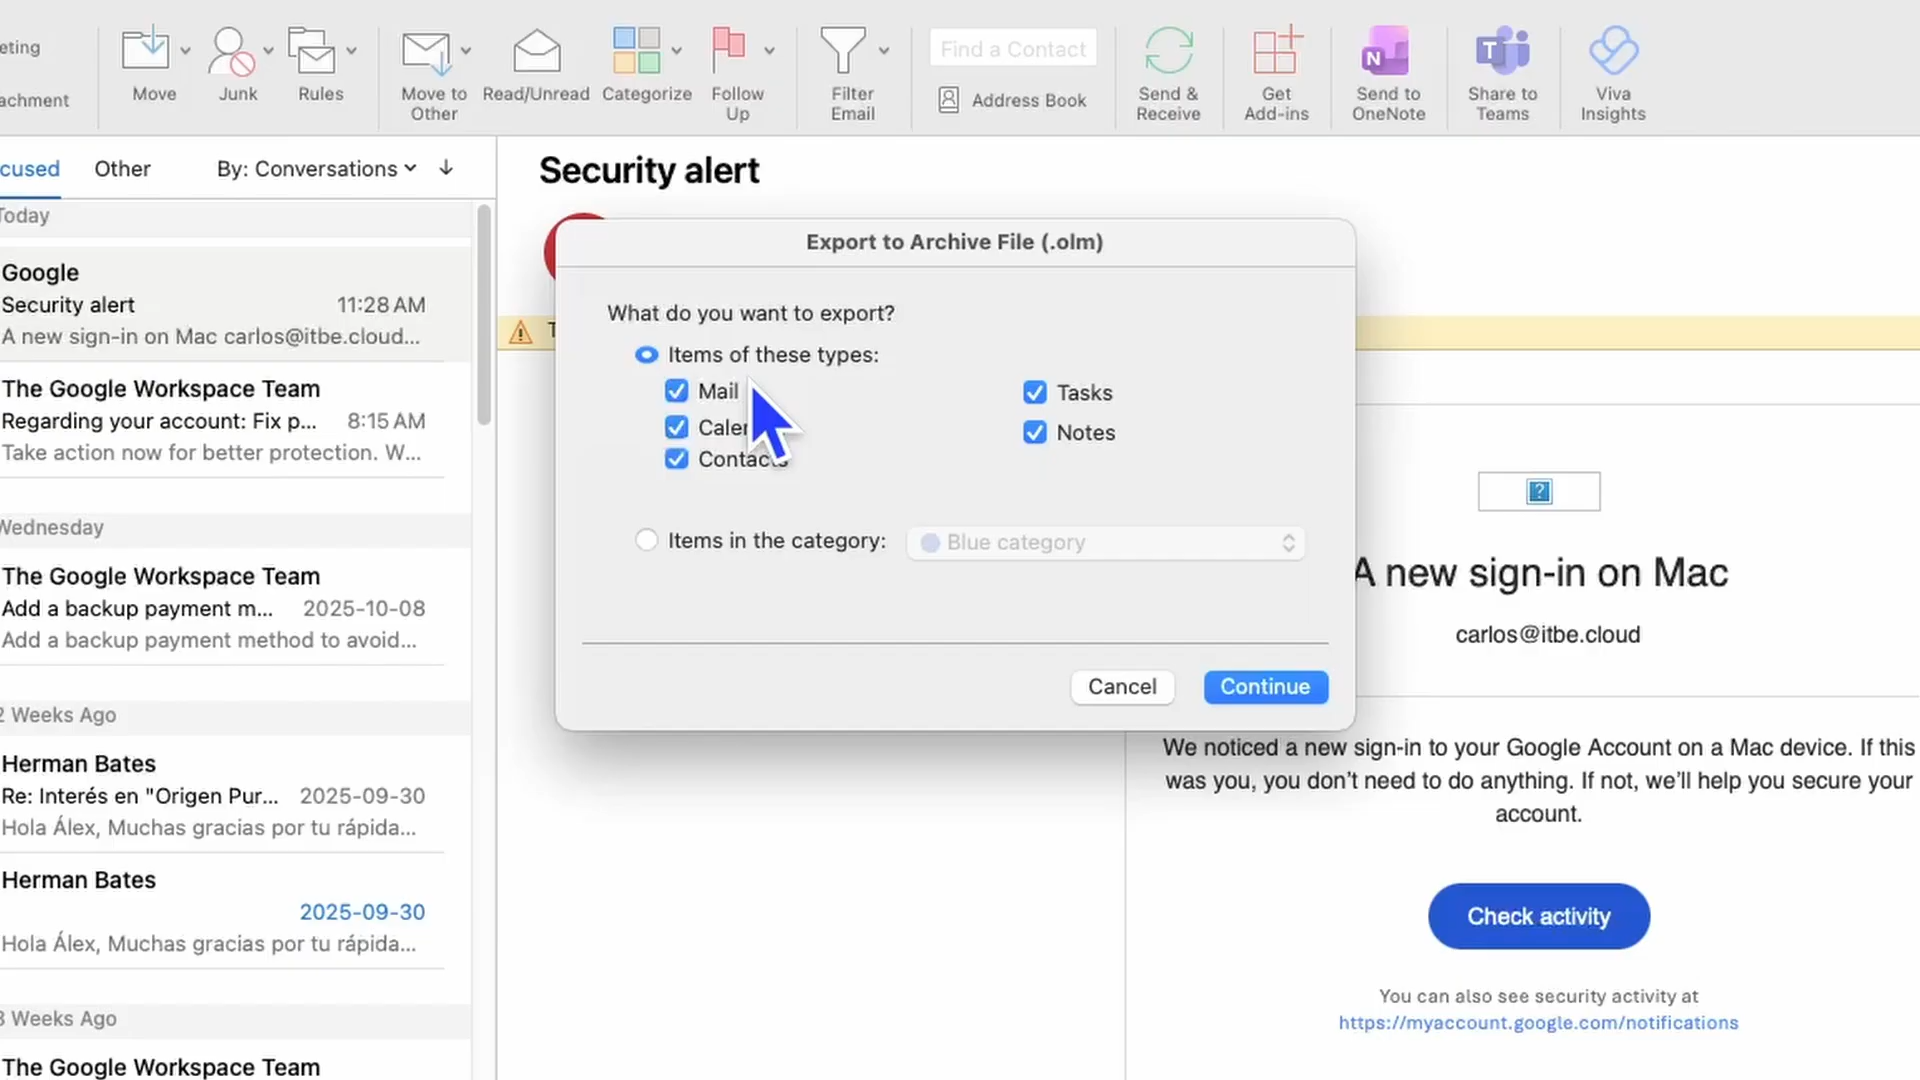 eting
achment
Move
Junk
Rules
Move to
Other
Read/Unread
Categorize
Follow
Up
Filter
Email
Find a Contact
Address Book
Send &
Receive
Get
Add-ins
N
Send to
OneNote
T
Share to
Teams
Viva
Insights
cused
Other
By: Conversations
Today
Google
Security alert 11:28 AM
A new sign-in on Mac carlos@itbe.cloud...
The Google Workspace Team
Regarding your account: Fix p... 8:15 AM
Take action now for better protection. W...
Wednesday
The Google Workspace Team
Add a backup payment m... 2025-10-08
Add a backup payment method to avoid...
2 Weeks Ago
Herman Bates
Re: Interés en "Origen Pur... 2025-09-30
Hola Álex, Muchas gracias por tu rápida...
Herman Bates
2025-09-30
Hola Álex, Muchas gracias por tu rápida...
3 Weeks Ago
The Google Workspace Team
Security alert
T
Export to Archive File (.olm)
What do you want to export?
Items of these types:
Mail
Calen
Contacts
Tasks
Notes
Items in the category: Blue category
Cancel
Continue
?
A new sign-in on Mac
carlos@itbe.cloud
We noticed a new sign-in to your Google Account on a Mac device. If this
was you, you don't need to do anything. If not, we'll help you secure your
account.
Check activity
You can also see security activity at
https://myaccount.google.com/notifications